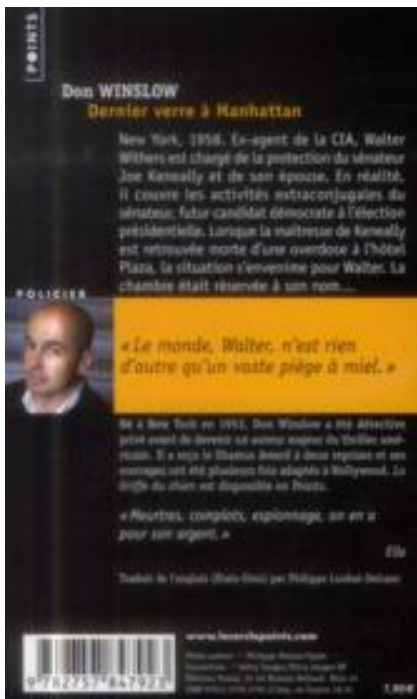 POINTS
Don WINSLOW
Dernier verre à Manhattan
New York, 1958. Ex-agent de la CIA, Walter
Withers est chargé de la protection du sénateur
Joe Keneally et de son épouse. En réalité,
il couvre les activités extraconjugales du
sénateur, futur candidat démocrate à l'élection
présidentielle. Lorsque la maîtresse de Keneally
est retrouvée morte d'une overdose à l'hôtel
Plaza, la situation s'envenime pour Walter. La
chambre était réservée à son nom...
POLICIER
« Le monde, Walter, n'est rien
d'autre qu'un vaste piège à miel. »
Né à New York en 1953, Don Winslow a été détective
privé avant de devenir un auteur majeur du thriller amé-
ricain. Il a reçu le Shamus Award à deux reprises et ses
ouvrages ont été plusieurs fois adaptés à Hollywood. La
Griffe du chien est disponible en Points.
« Meurtres, complots, espionnage, on en a
pour son argent. »
Elle
Traduit de l'anglais (États-Unis) par Philippe
www.lecerclepoints.com
9782757847923